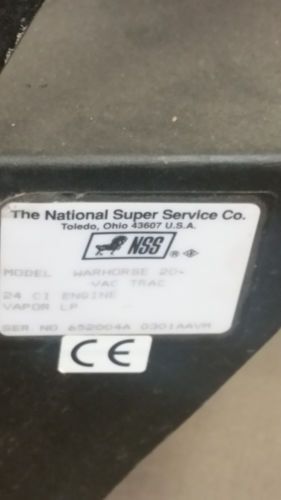 The National Super Service Co.
Toledo, Ohio 43607 U.S.A.
NSS ®
MODEL WARHORSE 20"
VAC TRAC
24 CI ENGINE
VAPOR LP
SER. NO 652004A 0301AAVM
CE